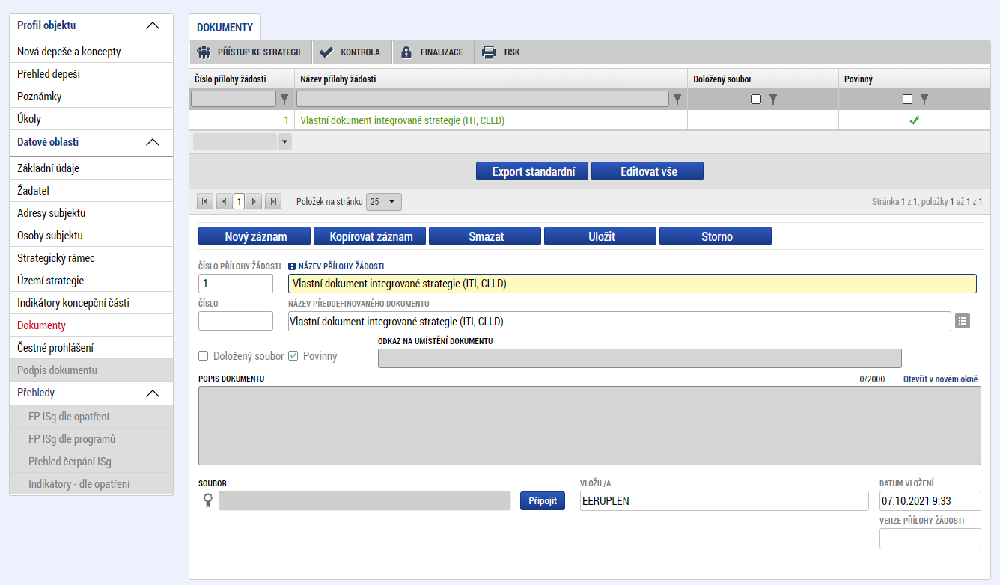 Profil objektu
Nová depeše a koncepty
Přehled depeší
Poznámky
Úkoly
Datové oblasti
Základní údaje
Žadatel
Adresy subjektu
Osoby subjektu
Strategický rámec
Území strategie
Indikátory koncepční části
Dokumenty
Čestné prohlášení
Podpis dokumentu
Přehledy
FP ISg dle opatření
FP ISg dle programů
Přehled čerpání ISg
Indikátory - dle opatření
DOKUMENTY
PŘÍSTUP KE STRATEGII KONTROLA FINALIZACE TISK
Číslo přílohy žádosti Název přílohy žádosti Doložený soubor Povinný
1 Vlastní dokument integrované strategie (ITI, CLLD)
Export standardní Editovat vše
1 Položek na stránku 25 Stránka 1 z 1, položky 1 až 1 z 1
Nový záznam Kopírovat záznam Smazat Uložit Storno
ČÍSLO PŘÍLOHY ŽÁDOSTI NÁZEV PŘÍLOHY ŽÁDOSTI
1 Vlastní dokument integrované strategie (ITI, CLLD)
ČÍSLO NÁZEV PŘEDDEFINOVANÉHO DOKUMENTU
Vlastní dokument integrované strategie (ITI, CLLD)
ODKAZ NA UMÍSTĚNÍ DOKUMENTU
Doložený soubor Povinný
POPIS DOKUMENTU 0/2000 Otevřít v novém okně
SOUBOR VLOŽIL/A DATUM VLOŽENÍ
Připojit EERUPLEN 07.10.2021 9:33
VERZE PŘÍLOHY ŽÁDOSTI